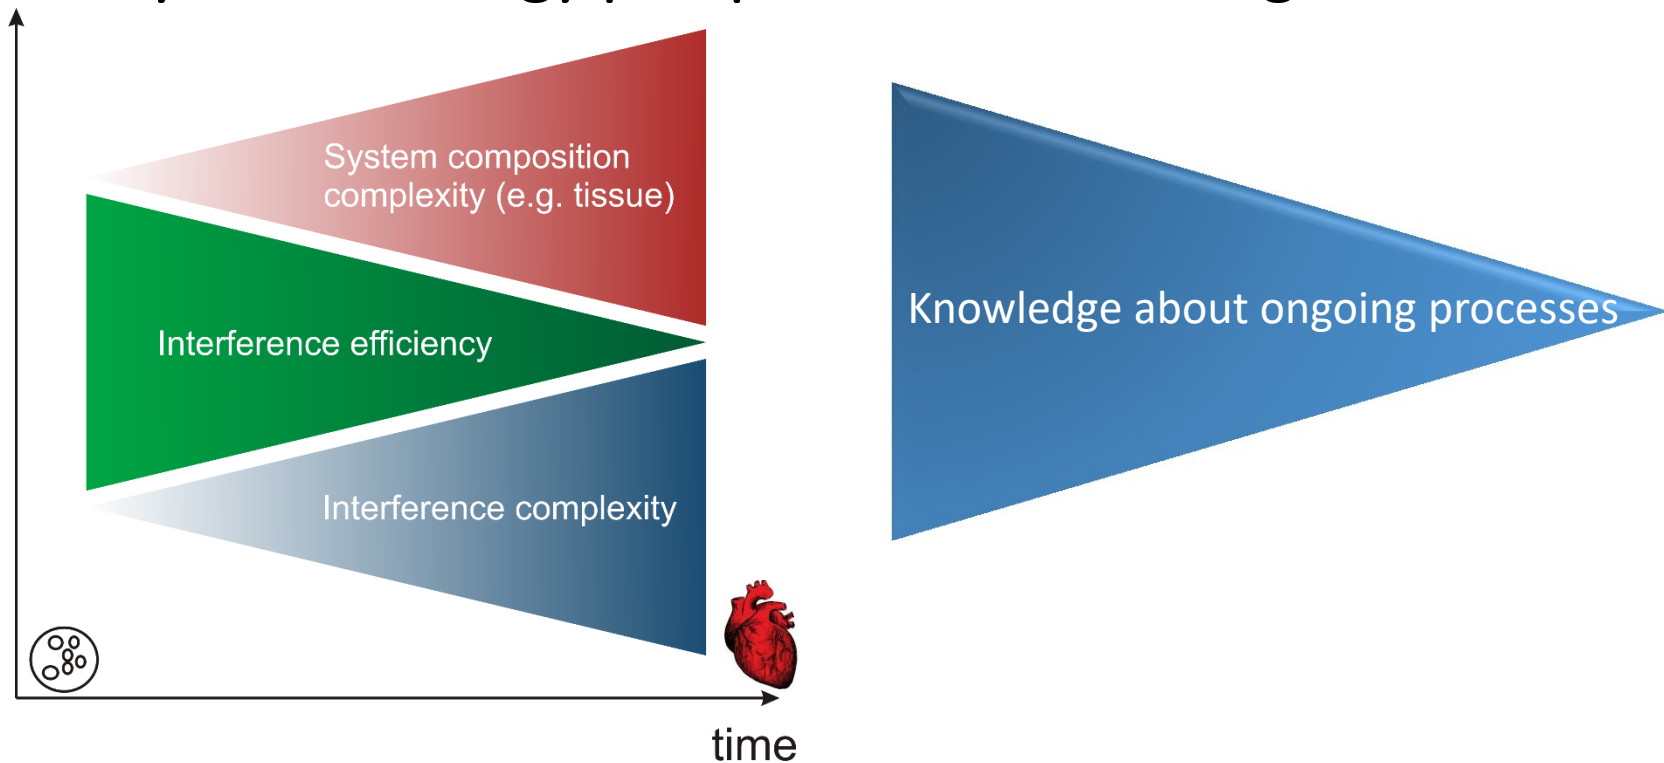 System composition
complexity (e.g. tissue)
Interference efficiency
Interference complexity
time
Knowledge about ongoing processes